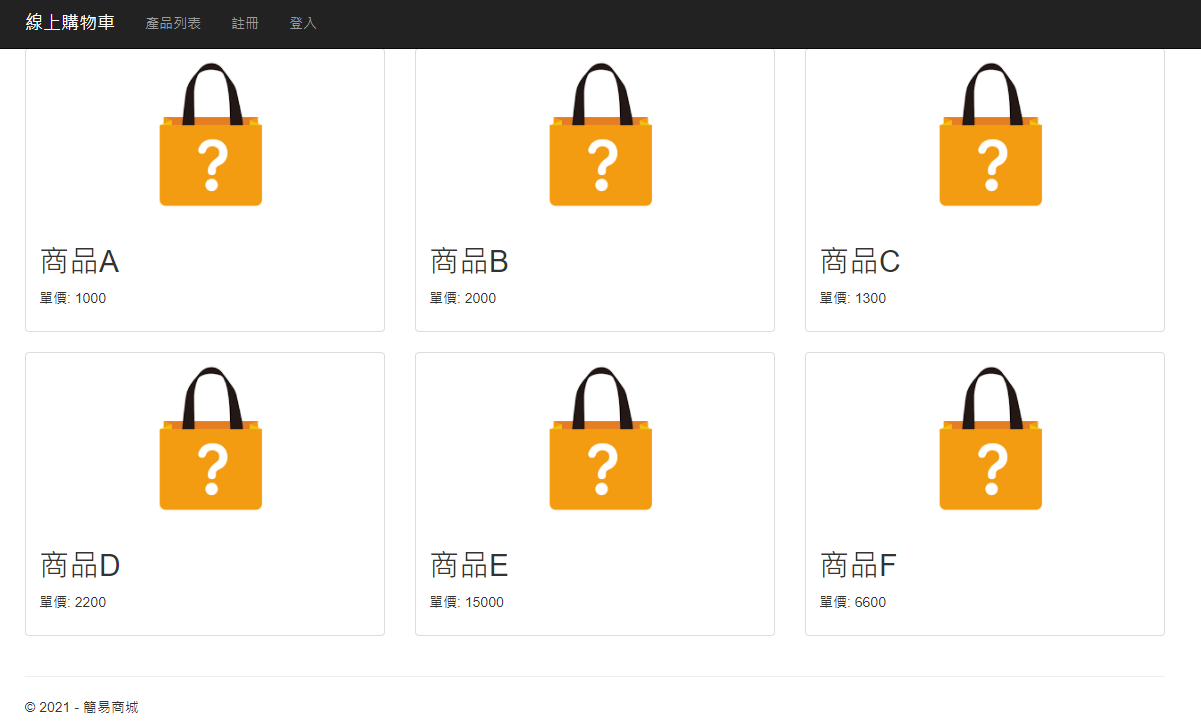 線上購物車 產品列表 註冊 登入
?
?
?
商品A
單價: 1000
商品B
單價: 2000
商品C
單價: 1300
?
?
?
商品D
單價: 2200
商品E
單價: 15000
商品F
單價: 6600
© 2021 - 簡易商城